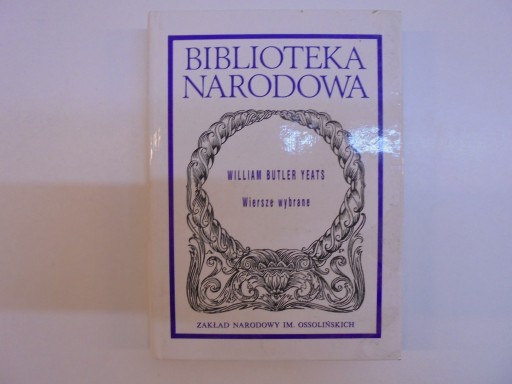 BIBLIOTEKA
NARODOWA
WILLIAM BUTLER YEATS
Wiersze wybrane
ZAKŁAD NARODOWY IM. OSSOLIŃSKICH